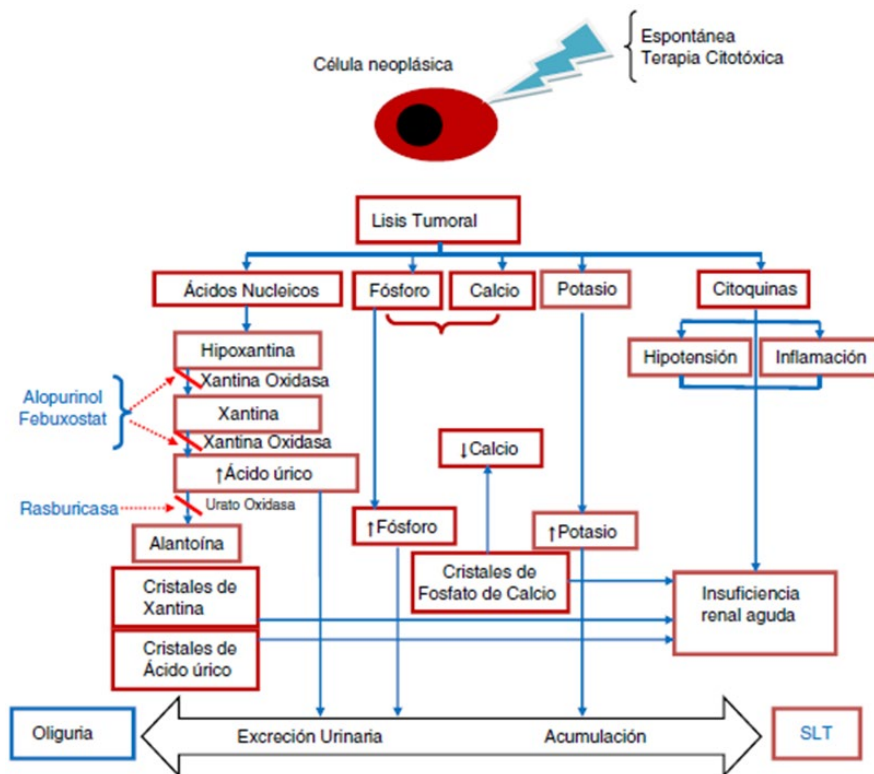 Espontánea
Terapia Citotóxica
Célula neoplásica
Lisis Tumoral
Ácidos Nucleicos
Fósforo
Calcio
Potasio
Citoquinas
Hipoxantina
Hipotensión
Inflamación
Xantina Oxidasa
Alopurinol
Febuxostat
Xantina
Xantina Oxidasa
↓Calcio
↑Ácido úrico
Rasburicasa
Urato Oxidasa
↑Fósforo
↑Potasio
Alantoína
Cristales de
Fosfato de Calcio
Cristales de
Xantina
Insuficiencia
renal aguda
Cristales de
Ácido úrico
Oliguria
Excreción Urinaria
Acumulación
SLT